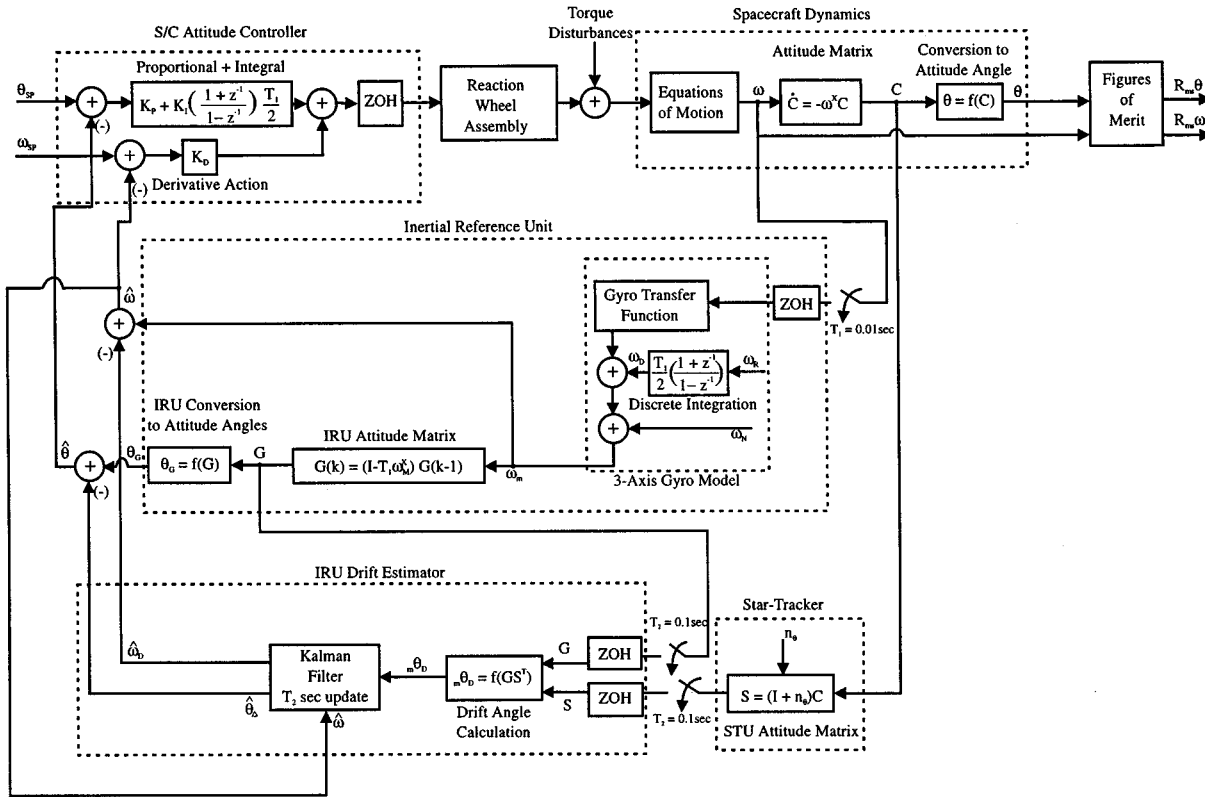 Torque
Disturbances
Spacecraft Dynamics
S/C Attitude Controller
Proportional + Integral
Attitude Matrix
Conversion to
Attitude Angle
θSP
+
(-)
KP + KI( (1 + z⁻¹) / (1 − z⁻¹) ) T1 / 2
+
ZOH
Reaction
Wheel
Assembly
+
Equations
of Motion
ω
Ċ = -ωˣC
C
θ = f(C)
θ
Figures
of
Merit
Rmsθ
Rmsω
ωSP
+
(-)
KD
Derivative Action
Inertial Reference Unit
Gyro Transfer
Function
ZOH
T1 = 0.01sec
ω̂
+
(-)
ωD
+
T1 / 2 ( (1 + z⁻¹) / (1 − z⁻¹) )
ωR
Discrete Integration
+
ωN
3-Axis Gyro Model
IRU Conversion
to Attitude Angles
IRU Attitude Matrix
θ̂
+
(-)
θG
θG = f(G)
G
G(k) = (I-T1ωMˣ) G(k-1)
ωm
IRU Drift Estimator
Star-Tracker
T2 = 0.1sec
nθ
ω̂D
Kalman
Filter
T2 sec update
mθD
mθD = f(GSᵀ)
G
ZOH
S
ZOH
T2 = 0.1sec
S = (I + nθ)C
θ̂Δ
ω̂
Drift Angle
Calculation
STU Attitude Matrix